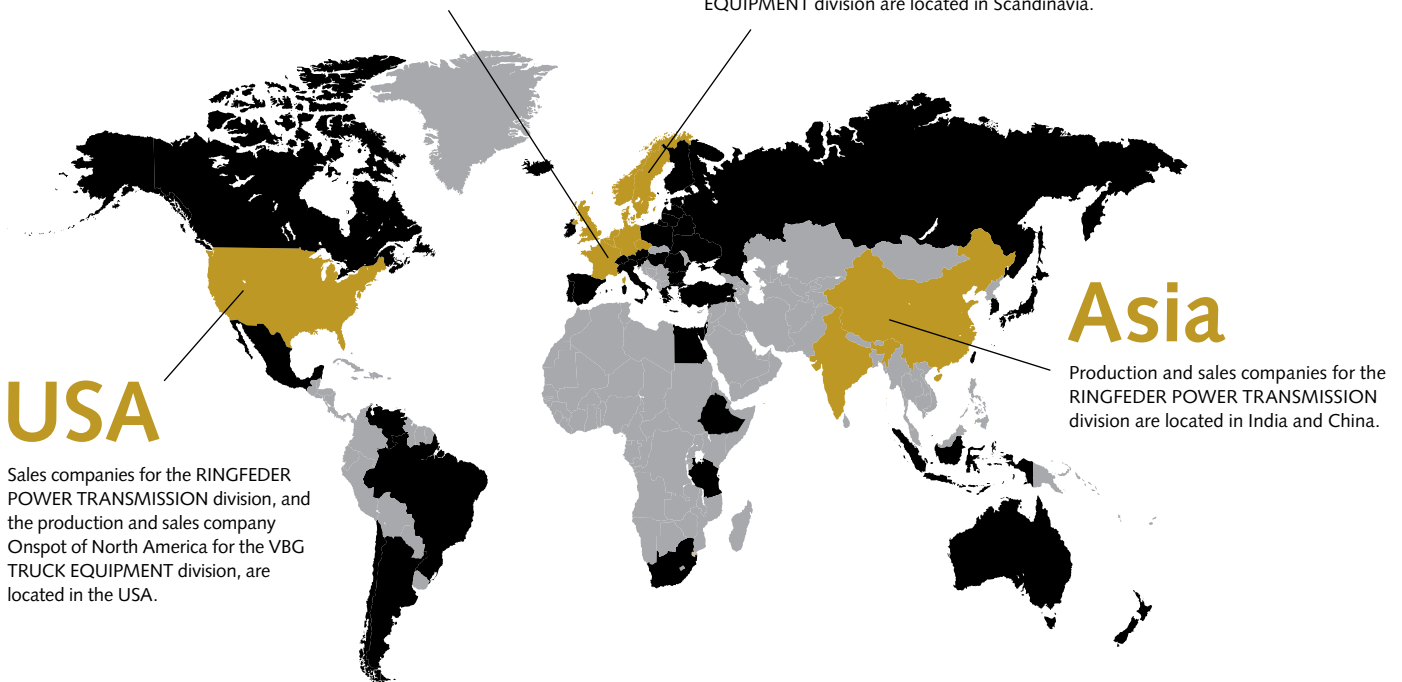 EQUIPMENT division are located in Scandinavia.
Asia
Production and sales companies for the
RINGFEDER POWER TRANSMISSION
division are located in India and China.
USA
Sales companies for the RINGFEDER
POWER TRANSMISSION division, and
the production and sales company
Onspot of North America for the VBG
TRUCK EQUIPMENT division, are
located in the USA.